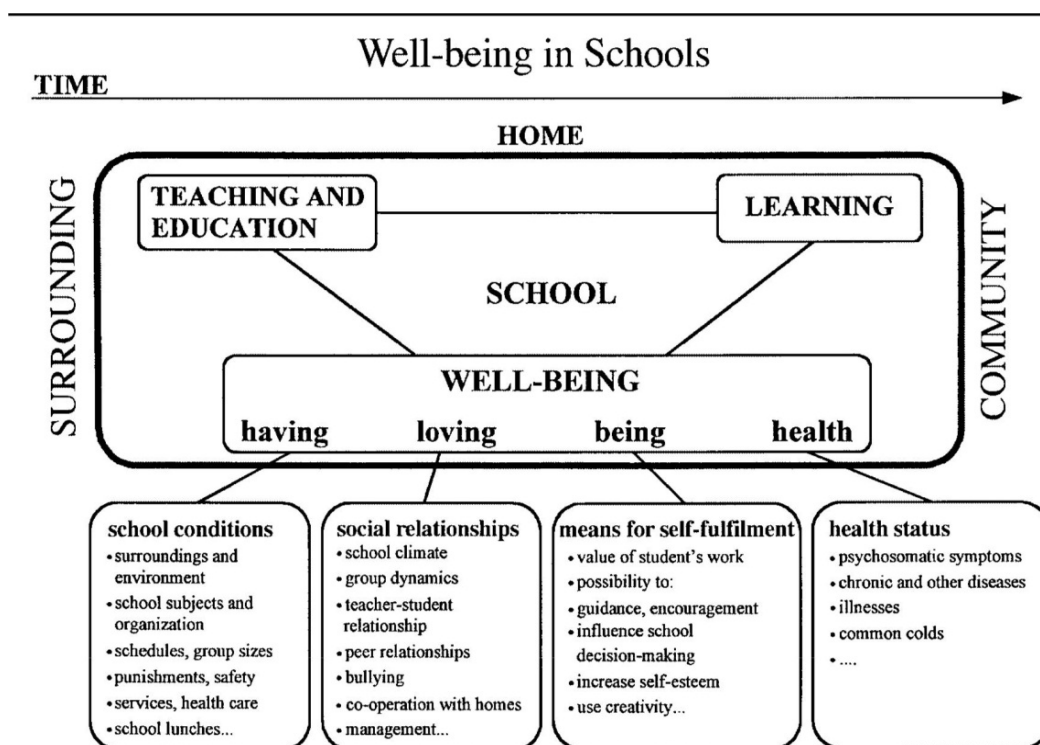 Well-being in Schools
TIME
HOME
SURROUNDING
COMMUNITY
TEACHING AND
EDUCATION
LEARNING
SCHOOL
WELL-BEING
having loving being health
school conditions
• surroundings and
environment
• school subjects and
organization
• schedules, group sizes
• punishments, safety
• services, health care
• school lunches...
social relationships
• school climate
• group dynamics
• teacher-student
relationship
• peer relationships
• bullying
• co-operation with homes
• management...
means for self-fulfilment
• value of student's work
• possibility to:
• guidance, encouragement
• influence school
decision-making
• increase self-esteem
• use creativity...
health status
• psychosomatic symptoms
• chronic and other diseases
• illnesses
• common colds
• ....